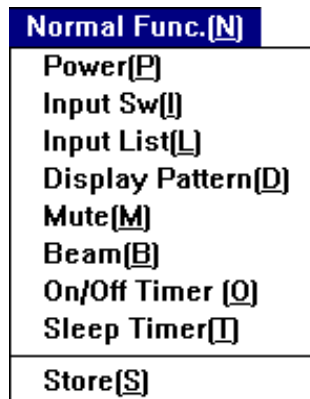 Normal Func.(N)
Power(P)
Input Sw(I)
Input List(L)
Display Pattern(D)
Mute(M)
Beam(B)
On/Off Timer (O)
Sleep Timer(T)
Store(S)